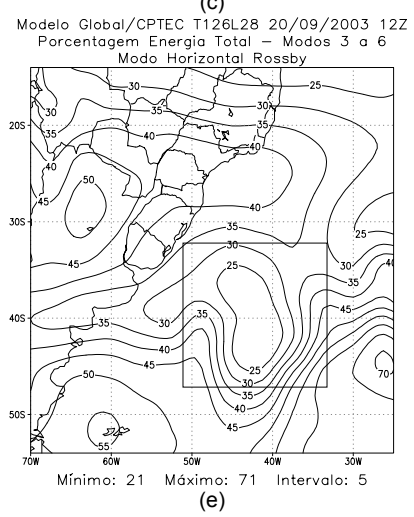 (c)
Modelo Global/CPTEC T126L28 20/09/2003 12Z
Porcentagem Energia Total – Modos 3 a 6
Modo Horizontal Rossby
25
30
30
30
35
35
35
20S
40
40
40
50
45
40
30S
35
25
30
45
25
30
40
35
45
35
30
35
40S
40
45
25
70
50
30
35
40
45
50S
55
70W
60W
50W
40W
30W
Mínimo: 21 Máximo: 71 Intervalo: 5
(e)